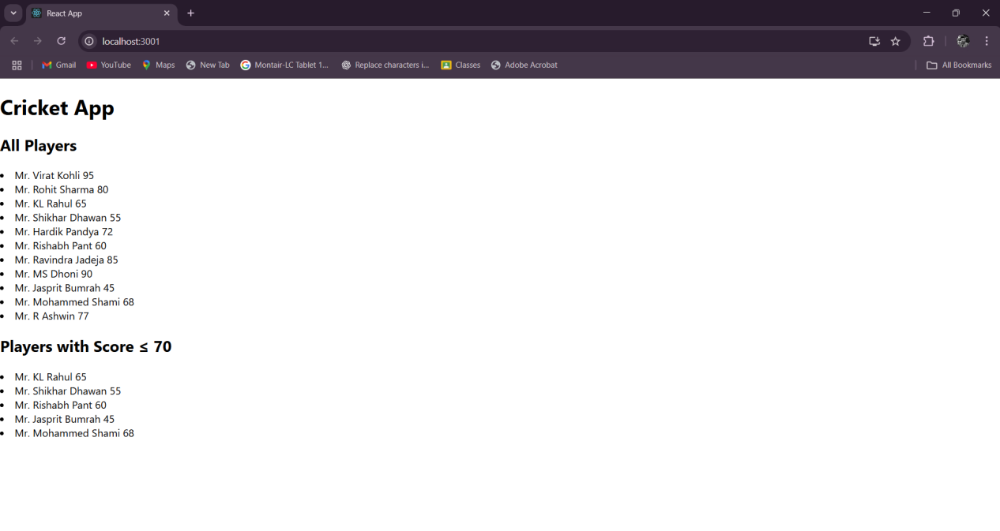 React App
localhost:3001
Gmail YouTube Maps New Tab Montair-LC Tablet 1... Replace characters i... Classes Adobe Acrobat All Bookmarks
Cricket App
All Players
Mr. Virat Kohli 95
Mr. Rohit Sharma 80
Mr. KL Rahul 65
Mr. Shikhar Dhawan 55
Mr. Hardik Pandya 72
Mr. Rishabh Pant 60
Mr. Ravindra Jadeja 85
Mr. MS Dhoni 90
Mr. Jasprit Bumrah 45
Mr. Mohammed Shami 68
Mr. R Ashwin 77
Players with Score ≤ 70
Mr. KL Rahul 65
Mr. Shikhar Dhawan 55
Mr. Rishabh Pant 60
Mr. Jasprit Bumrah 45
Mr. Mohammed Shami 68